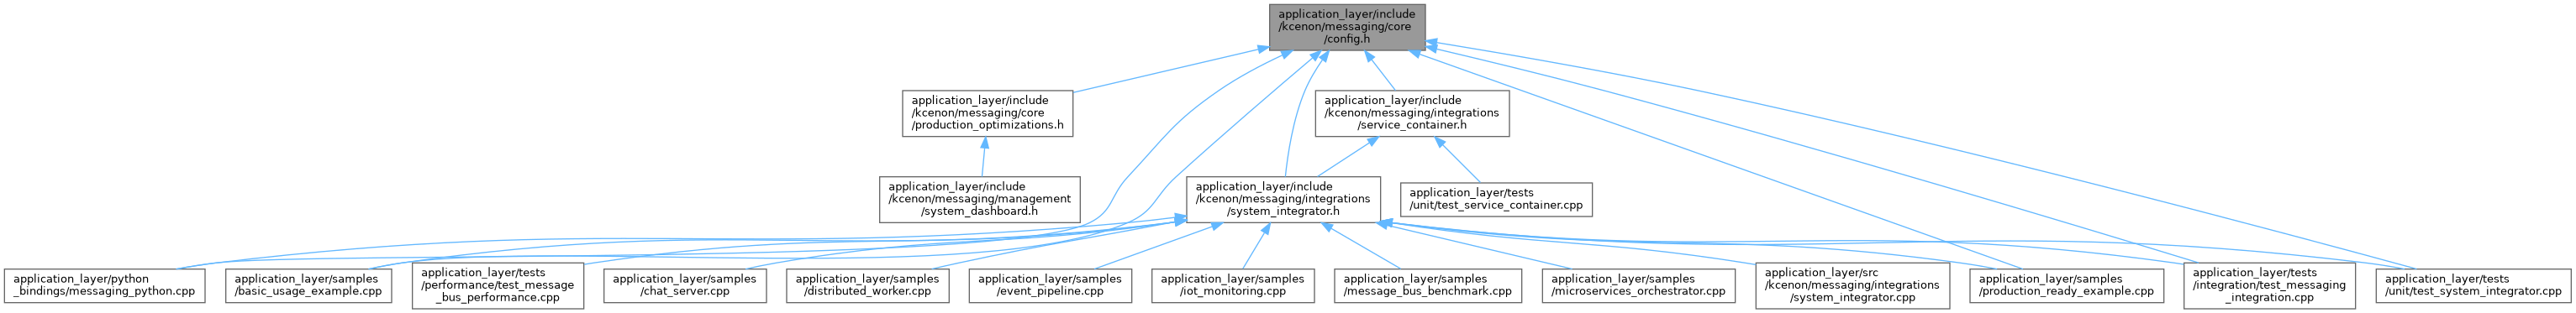 application_layer/include
/kcenon/messaging/core
/config.h
application_layer/include
/kcenon/messaging/core
/production_optimizations.h
application_layer/include
/kcenon/messaging/integrations
/service_container.h
application_layer/include
/kcenon/messaging/management
/system_dashboard.h
application_layer/include
/kcenon/messaging/integrations
/system_integrator.h
application_layer/tests
/unit/test_service_container.cpp
application_layer/python
_bindings/messaging_python.cpp
application_layer/samples
/basic_usage_example.cpp
application_layer/tests
/performance/test_message
_bus_performance.cpp
application_layer/samples
/chat_server.cpp
application_layer/samples
/distributed_worker.cpp
application_layer/samples
/event_pipeline.cpp
application_layer/samples
/iot_monitoring.cpp
application_layer/samples
/message_bus_benchmark.cpp
application_layer/samples
/microservices_orchestrator.cpp
application_layer/src
/kcenon/messaging/integrations
/system_integrator.cpp
application_layer/samples
/production_ready_example.cpp
application_layer/tests
/integration/test_messaging
_integration.cpp
application_layer/tests
/unit/test_system_integrator.cpp